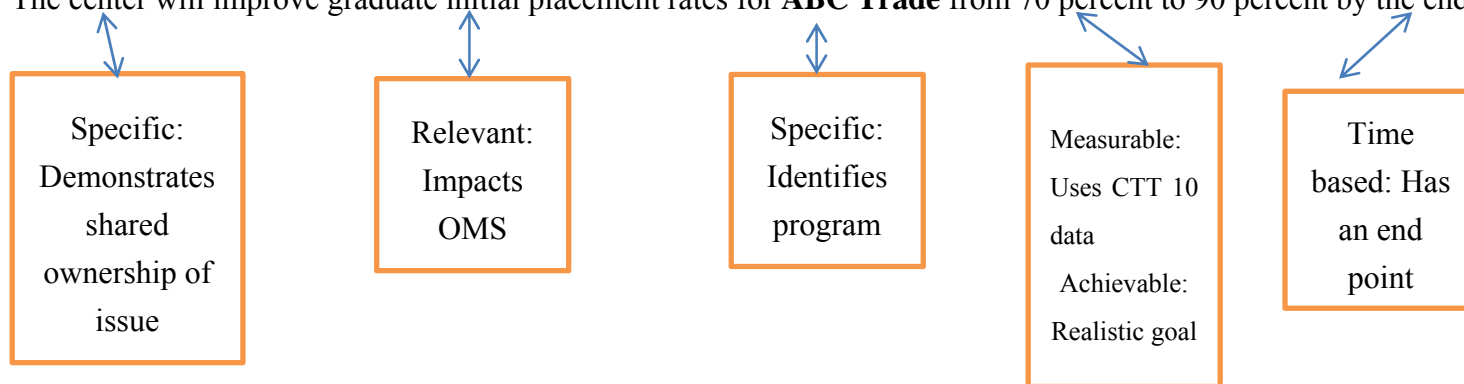 The center will improve graduate initial placement rates for ABC Trade from 70 percent to 90 percent by the end
Specific:
Demonstrates
shared
ownership of
issue
Relevant:
Impacts
OMS
Specific:
Identifies
program
Measurable:
Uses CTT 10
data
Achievable:
Realistic goal
Time
based: Has
an end
point